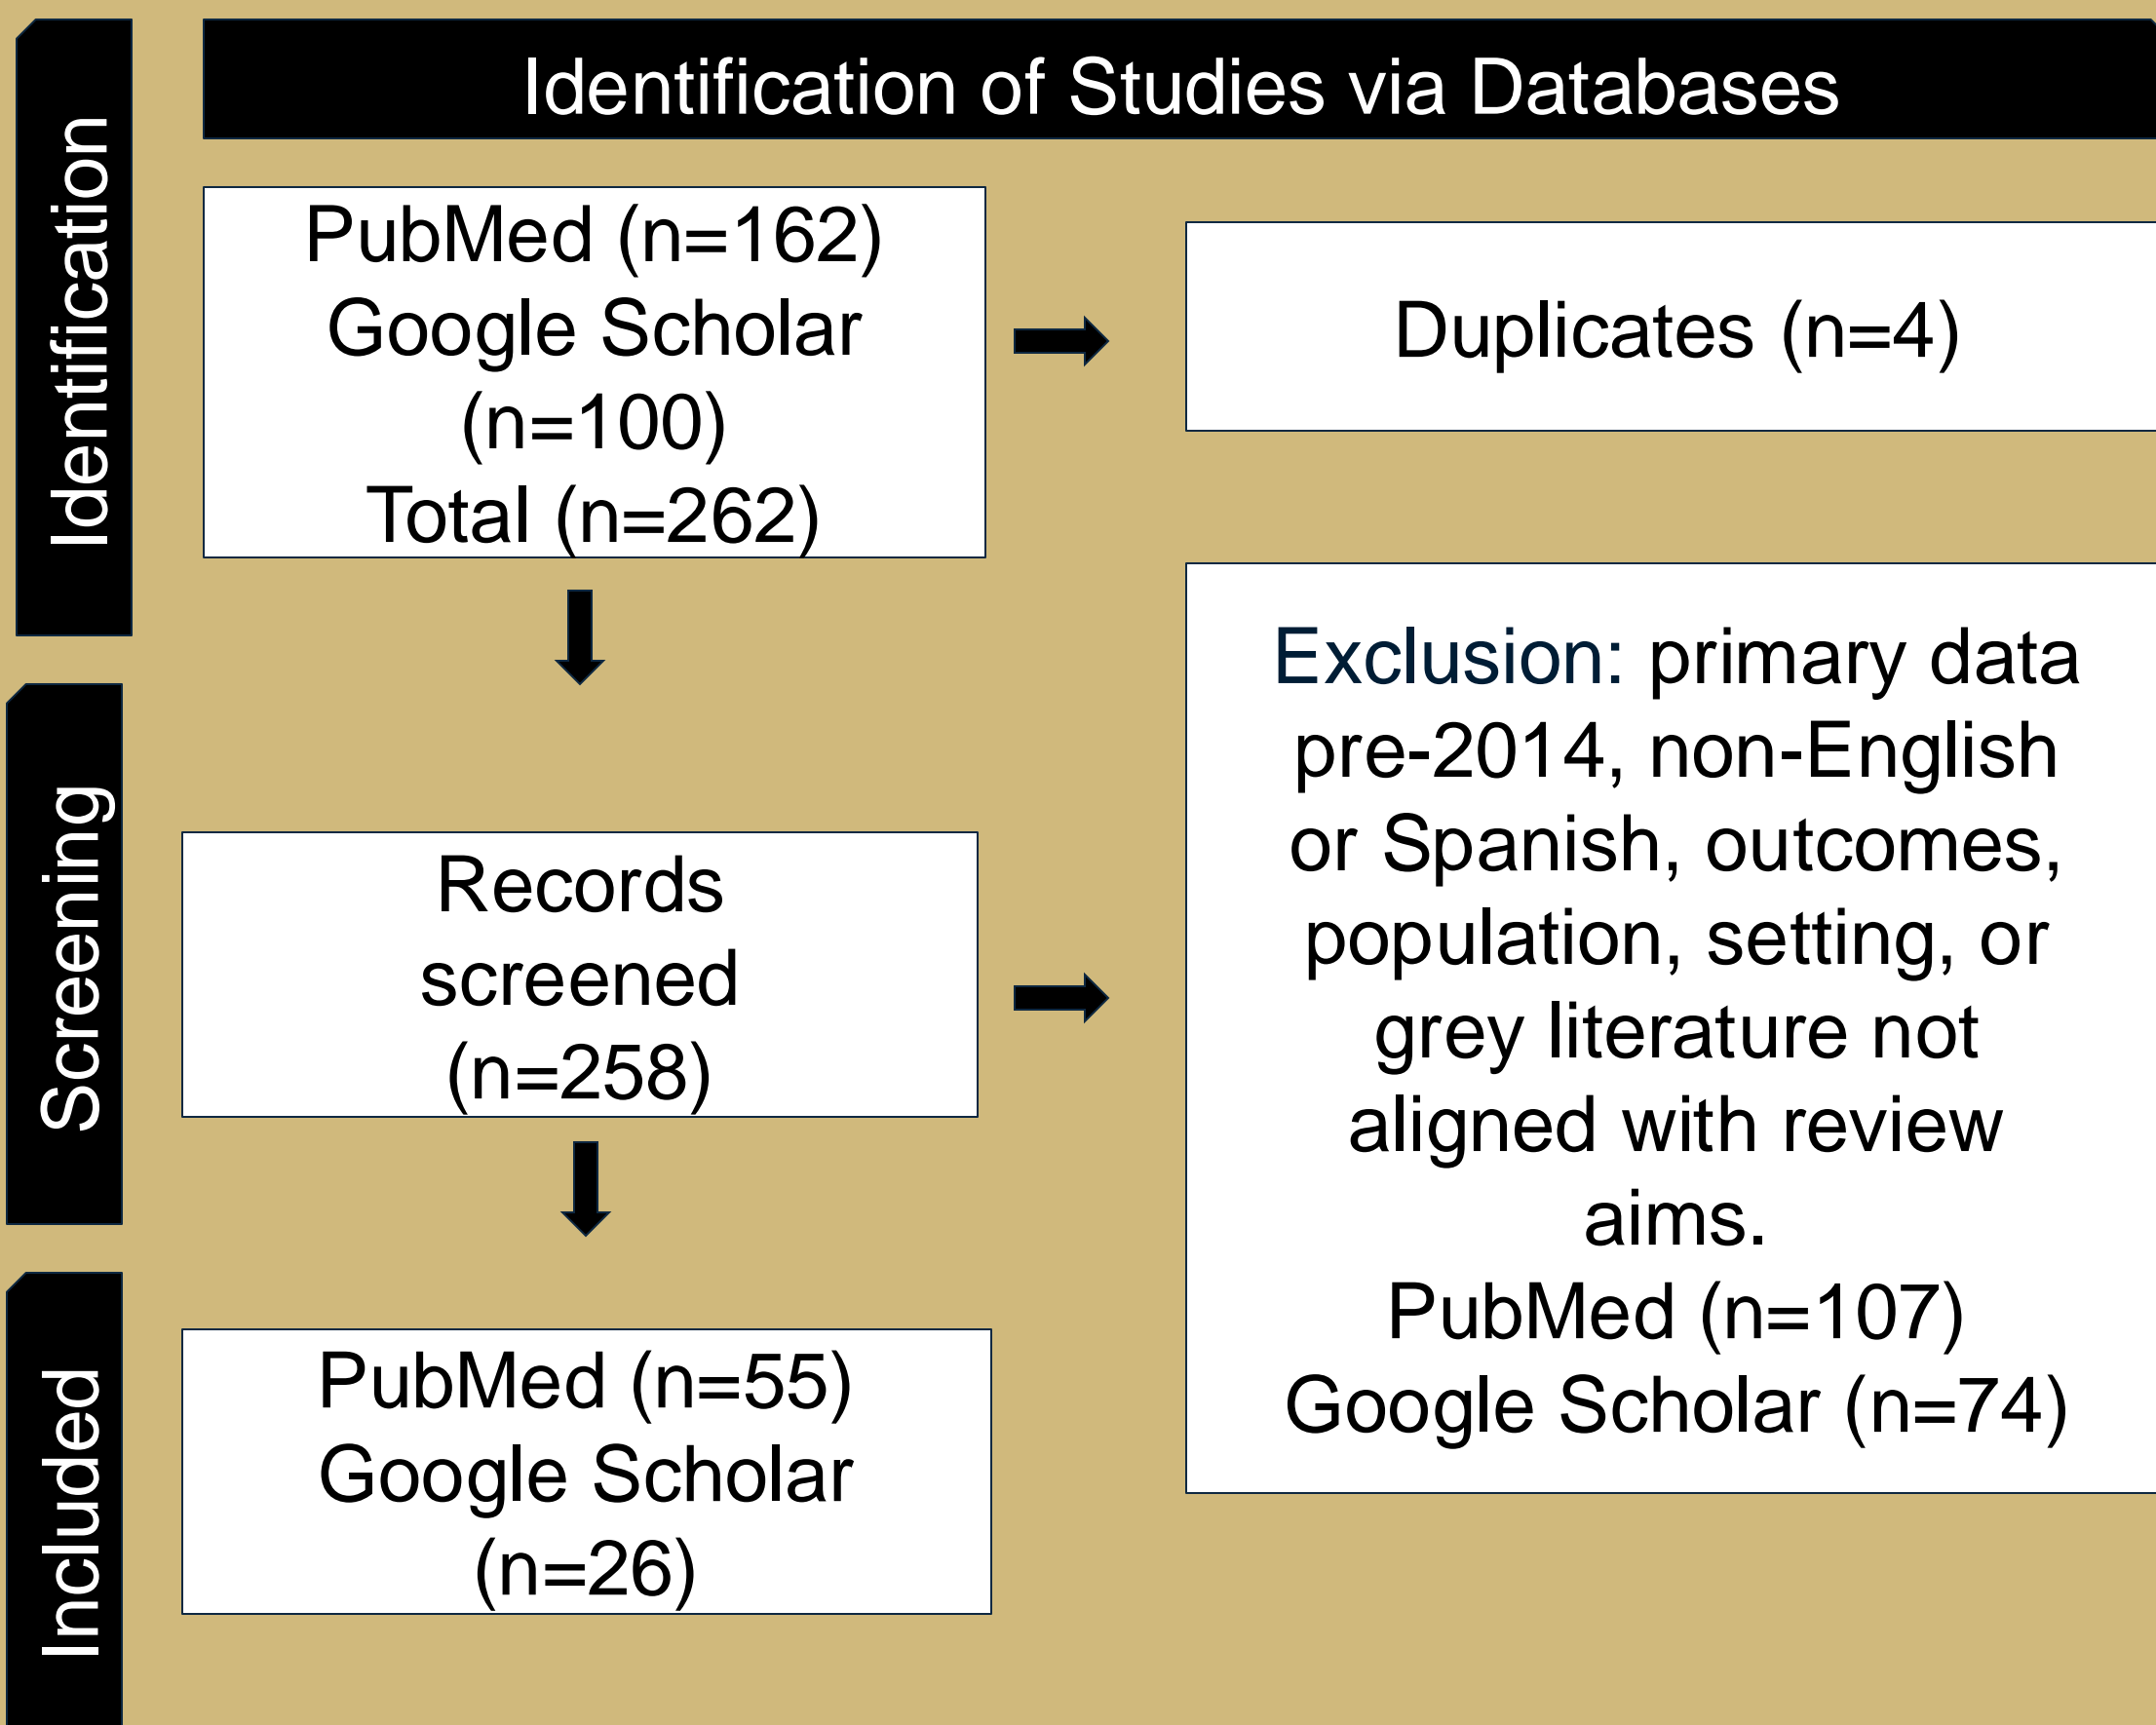 Identification of Studies via Databases
Identification
PubMed (n=162)
Google Scholar
(n=100)
Total (n=262)
Duplicates (n=4)
Screening
Records
screened
(n=258)
Exclusion: primary data
pre-2014, non-English
or Spanish, outcomes,
population, setting, or
grey literature not
aligned with review
aims.
PubMed (n=107)
Google Scholar (n=74)
Included
PubMed (n=55)
Google Scholar
(n=26)